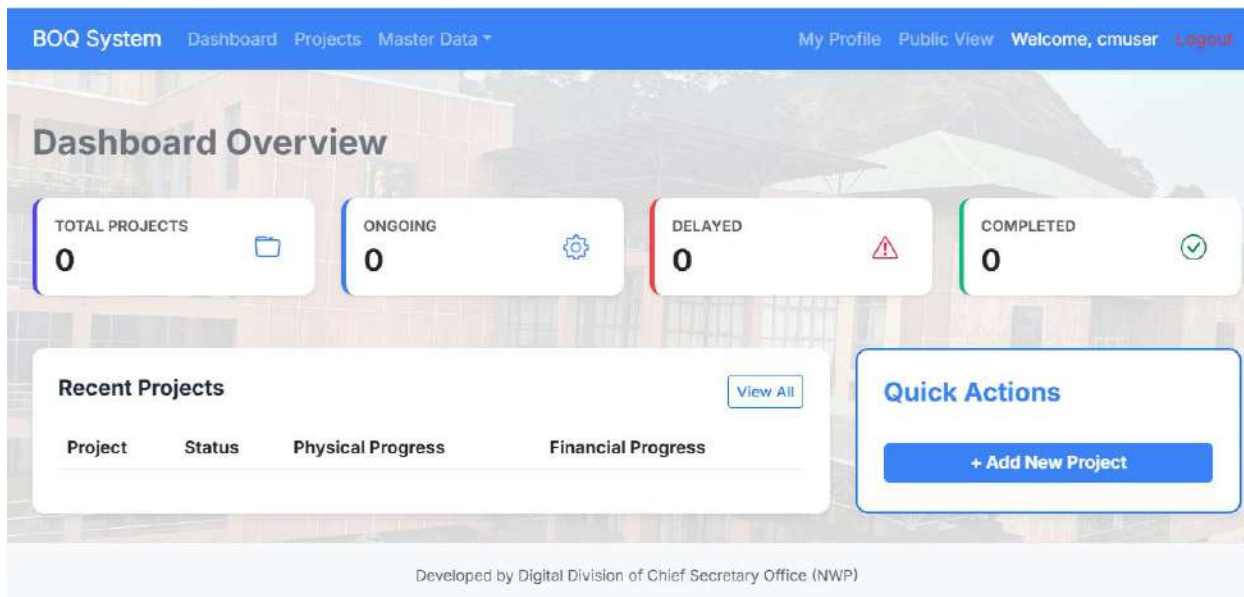 BOQ System Dashboard Projects Master Data My Profile Public View Welcome, cmuser Logout
Dashboard Overview
TOTAL PROJECTS
0
ONGOING
0
DELAYED
0
COMPLETED
0
Recent Projects View All
Project Status Physical Progress Financial Progress
Quick Actions
+ Add New Project
Developed by Digital Division of Chief Secretary Office (NWP)